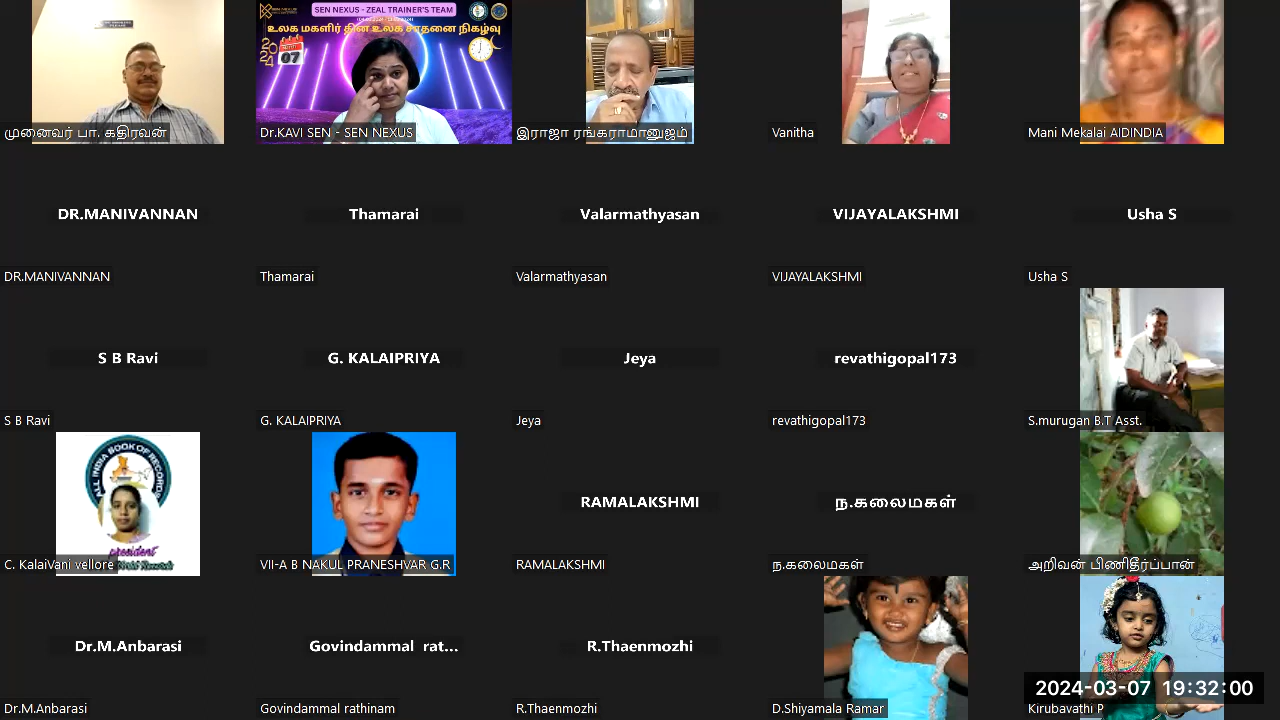 SEN NEXUS - ZEAL TRAINER'S TEAM
உலக மகளிர் தின உலக சாதனை நிகழ்வு
2024
07
முனைவர் பா. கதிரவன்
Dr.KAVI SEN - SEN NEXUS
இராஜா ரங்கராமானுஜம்
Vanitha
Mani Mekalai AIDINDIA
DR.MANIVANNAN
Thamarai
Valarmathyasan
VIJAYALAKSHMI
Usha S
DR.MANIVANNAN
Thamarai
Valarmathyasan
VIJAYALAKSHMI
Usha S
S B Ravi
G. KALAIPRIYA
Jeya
revathigopal173
S B Ravi
G. KALAIPRIYA
Jeya
revathigopal173
S.murugan B.T Asst.
ALL INDIA BOOK OF RECORDS
president
RAMALAKSHMI
ந.கலைமகள்
C. KalaiVani vellore
VII-A B NAKUL PRANESHVAR G.R
RAMALAKSHMI
ந.கலைமகள்
அறிவன் பிணிதீர்ப்பான்
Dr.M.Anbarasi
Govindammal rat...
R.Thaenmozhi
2024-03-07 19:32:00
Dr.M.Anbarasi
Govindammal rathinam
R.Thaenmozhi
D.Shiyamala Ramar
Kirubavathi P